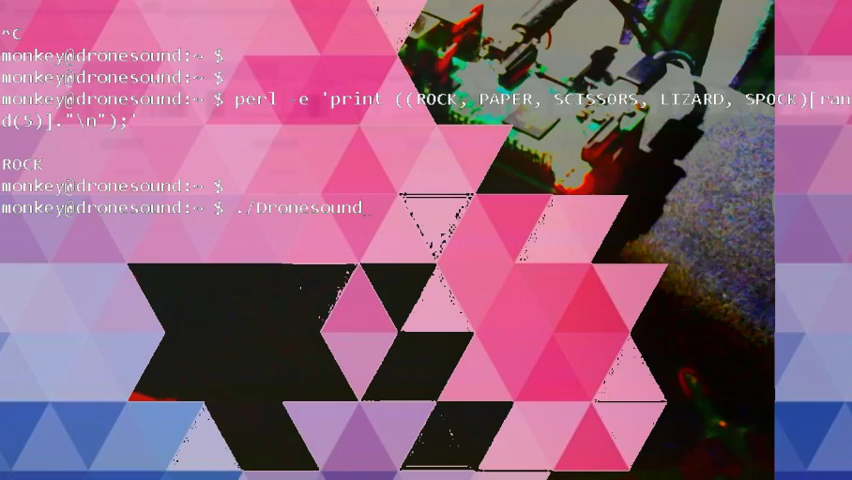 ^C
monkey@dronesound:~ $
monkey@dronesound:~ $
monkey@dronesound:~ $ perl -e 'print ((ROCK, PAPER, SCISSORS, LIZARD, SPOCK)[ran
d(5)]."\n");'
ROCK
monkey@dronesound:~ $
monkey@dronesound:~ $ ./Dronesound_